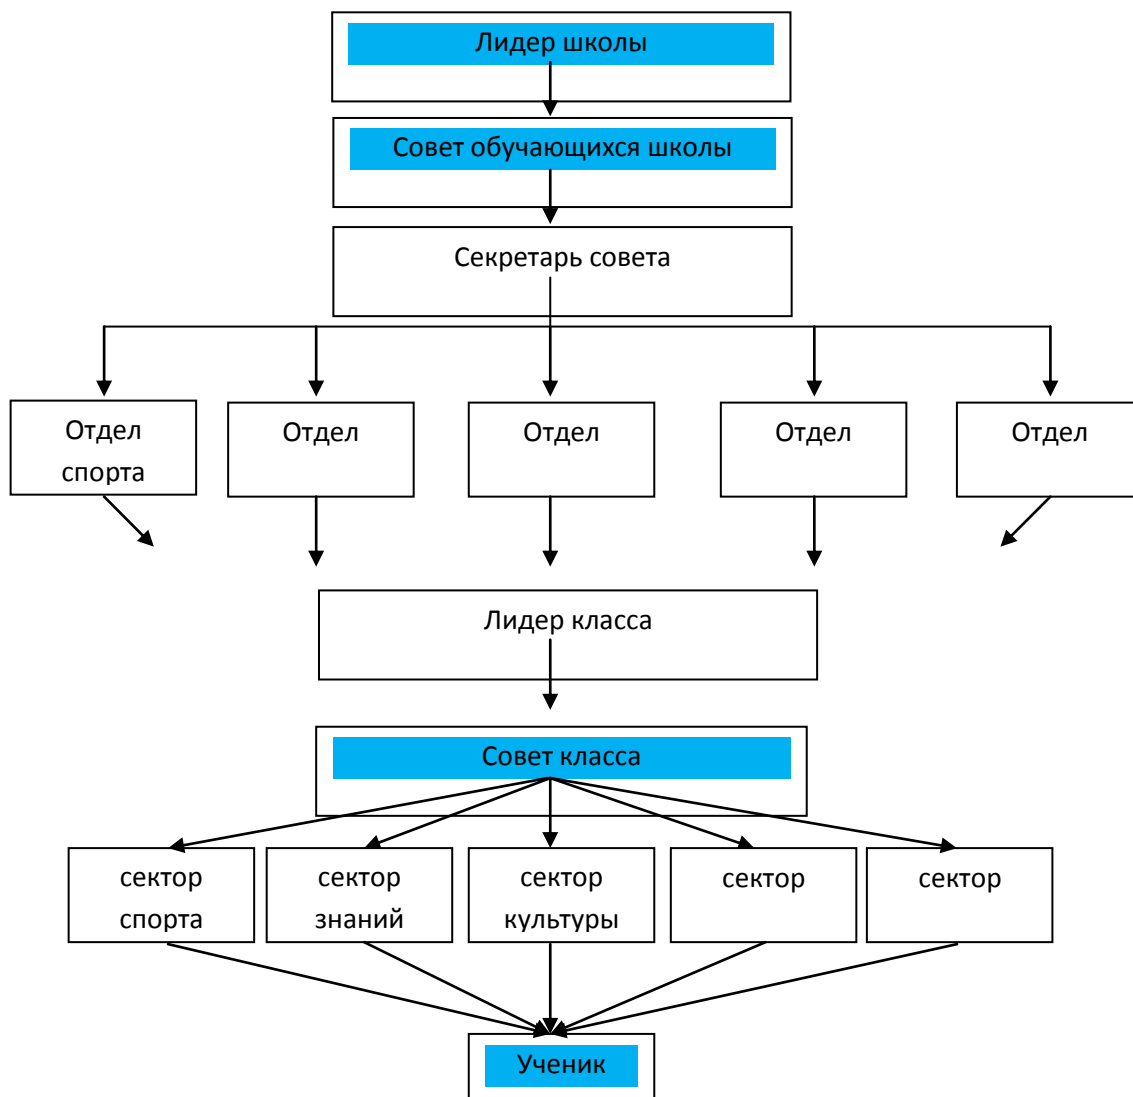 Лидер школы
Совет обучающихся школы
Секретарь совета
Отдел
спорта
Отдел
Отдел
Отдел
Отдел
Лидер класса
Совет класса
сектор
спорта
сектор
знаний
сектор
культуры
сектор
сектор
Ученик